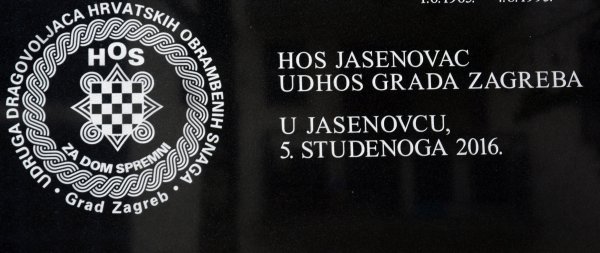 UDRUGA DRAGOVOLJACA HRVATSKIH OBRAMBENIH SNAGA
• Grad Zagreb •
HOS
ZA DOM SPREMNI
HOS JASENOVAC
UDHOS GRADA ZAGREBA
U JASENOVCU,
5. STUDENOGA 2016.